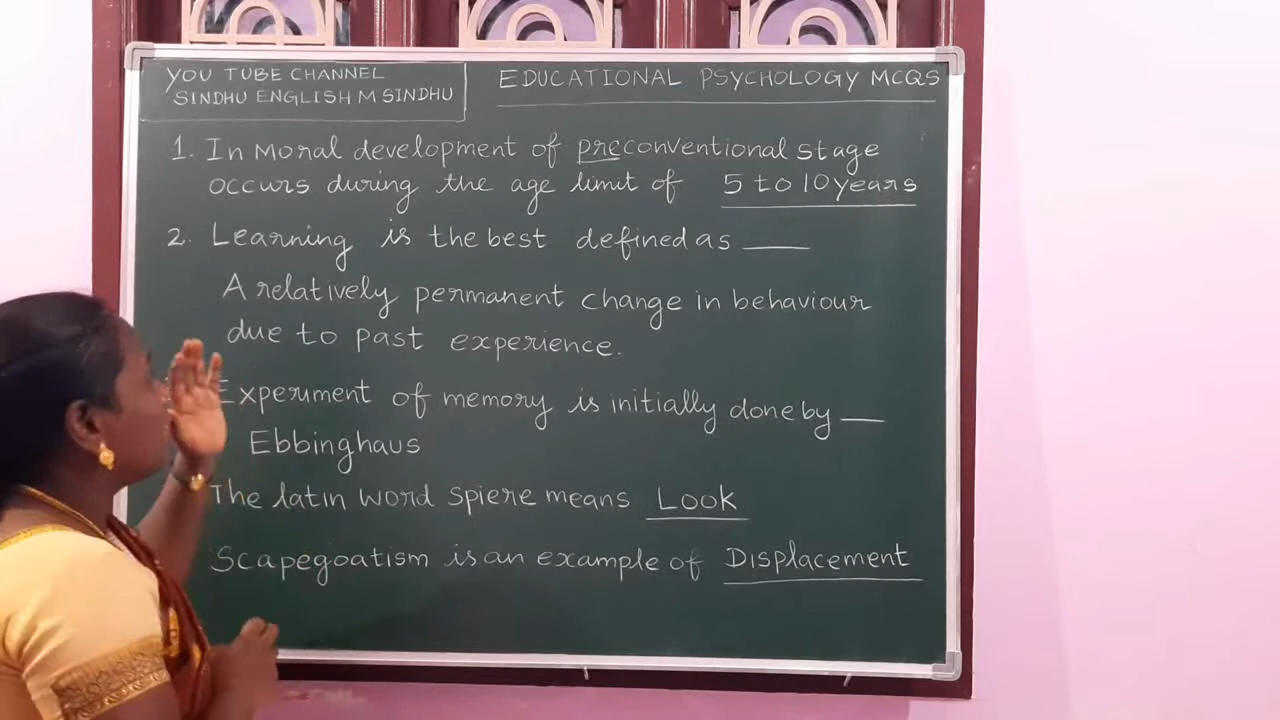 YOU TUBE CHANNEL
SINDHU ENGLISH M SINDHU
EDUCATIONAL PSYCHOLOGY MCQS
1. In Moral development of preconventional stage
occurs during the age limit of 5 to 10 years
2. Learning is the best defined as ____
A relatively permanent change in behaviour
due to past experience.
Experiment of memory is initially done by __
Ebbinghaus
The latin word spiere means Look
Scapegoatism is an example of Displacement